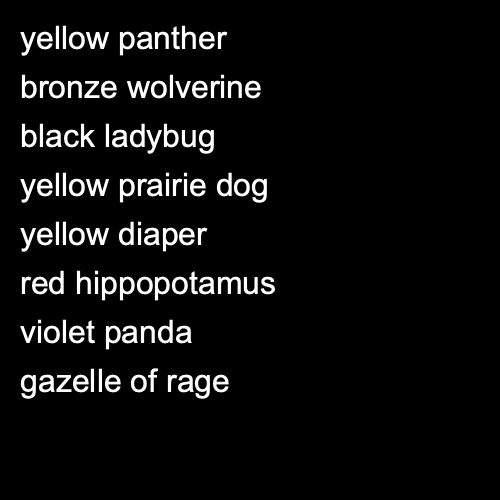 yellow panther
bronze wolverine
black ladybug
yellow prairie dog
yellow diaper
red hippopotamus
violet panda
gazelle of rage